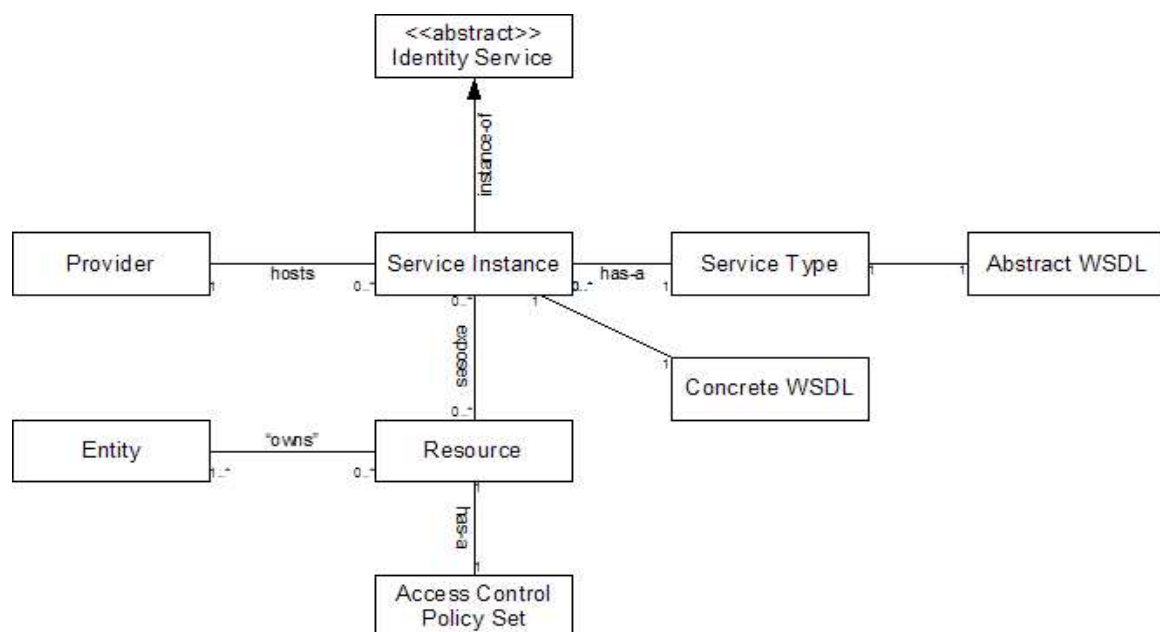 <<abstract>>
Identity Service
instance-of
Provider
hosts
1
0..*
Service Instance
has-a
0..*
1
Service Type
1
1
Abstract WSDL
0..*
1
exposes
1
Concrete WSDL
0..*
Entity
"owns"
1..*
0..*
Resource
1
has-a
1
Access Control
Policy Set